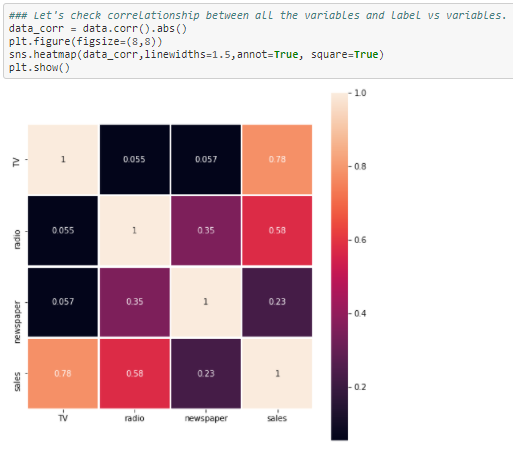 ### Let's check correlationship between all the variables and label vs variables.
data_corr = data.corr().abs()
plt.figure(figsize=(8,8))
sns.heatmap(data_corr,linewidths=1.5,annot=True, square=True)
plt.show()
1.0
TV 1 0.055 0.057 0.78
0.8
radio 0.055 1 0.35 0.58
0.6
newspaper 0.057 0.35 1 0.23
0.4
sales 0.78 0.58 0.23 1
0.2
TV radio newspaper sales